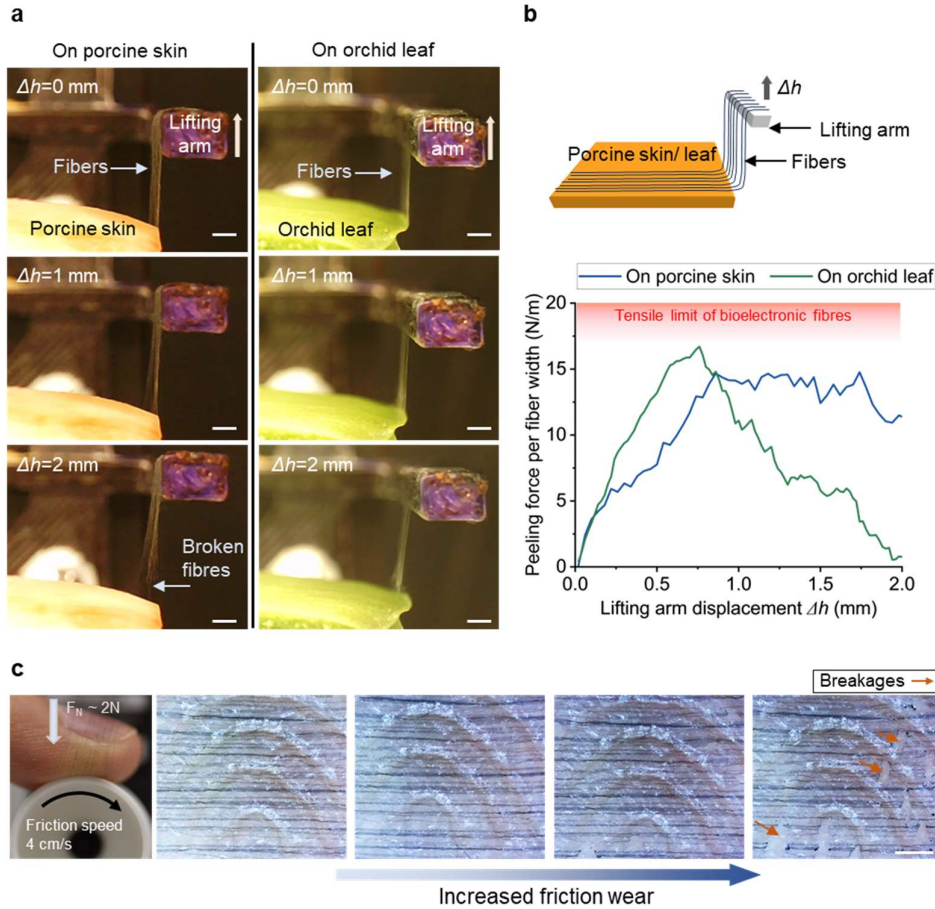 a
On porcine skin
On orchid leaf
Δh=0 mm
Lifting
arm
Fibers
Porcine skin
Δh=0 mm
Lifting
arm
Fibers
Orchid leaf
Δh=1 mm
Δh=1 mm
Δh=2 mm
Broken
fibres
Δh=2 mm
b
Δh
Lifting arm
Porcine skin/ leaf
Fibers
On porcine skin
On orchid leaf
Tensile limit of bioelectronic fibres
Peeling force per fiber width (N/m)
20
15
10
5
0
0.0 0.5 1.0 1.5 2.0
Lifting arm displacement Δh (mm)
c
Breakages
F_N ~ 2N
Friction speed
4 cm/s
Increased friction wear